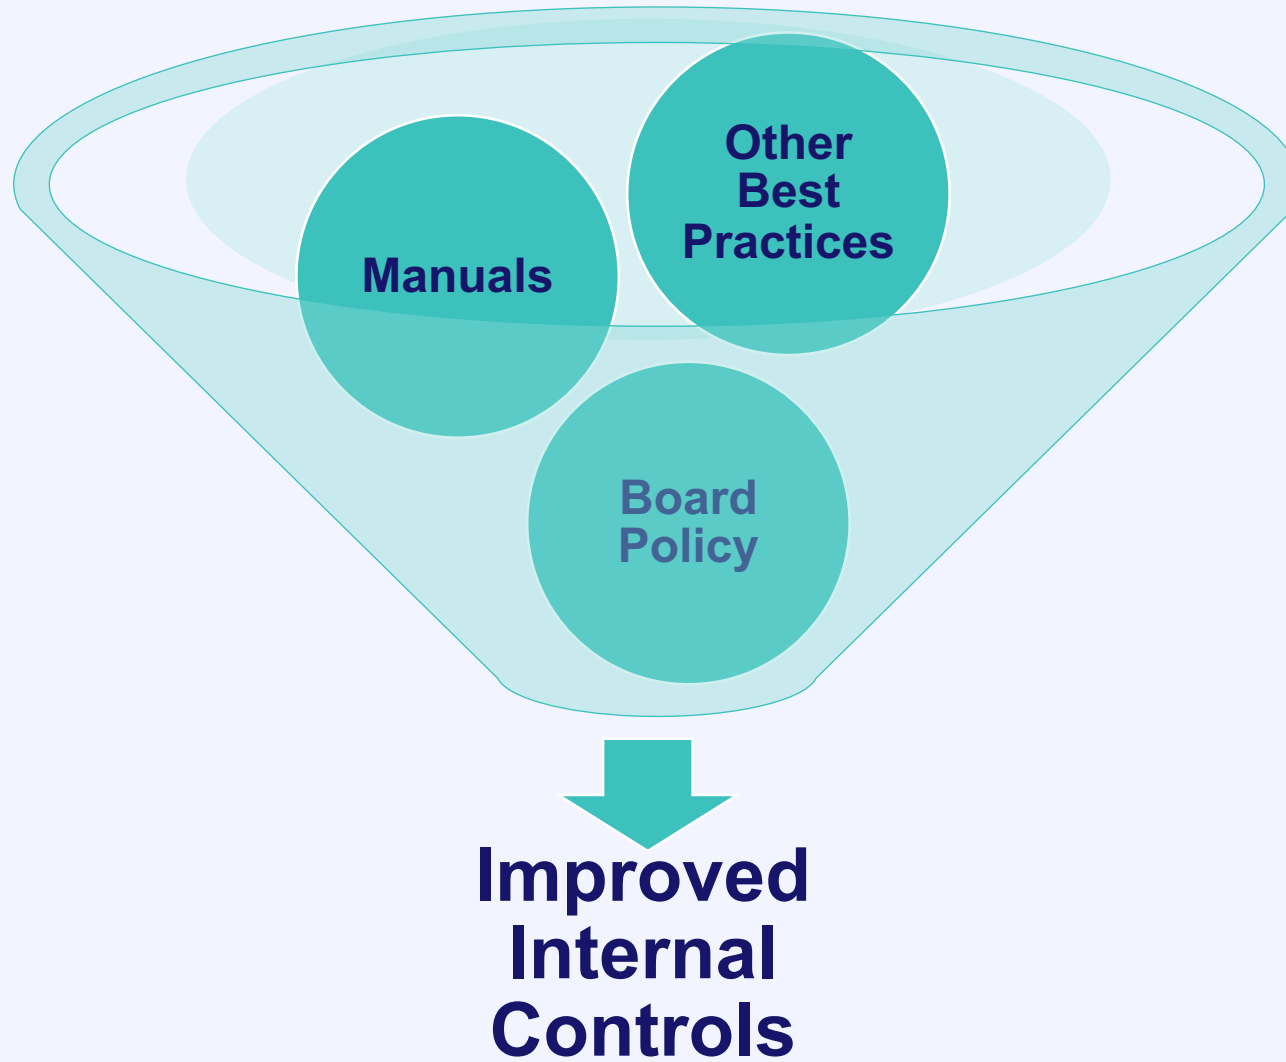 Other
Best
Practices
Manuals
Board
Policy
Improved
Internal
Controls